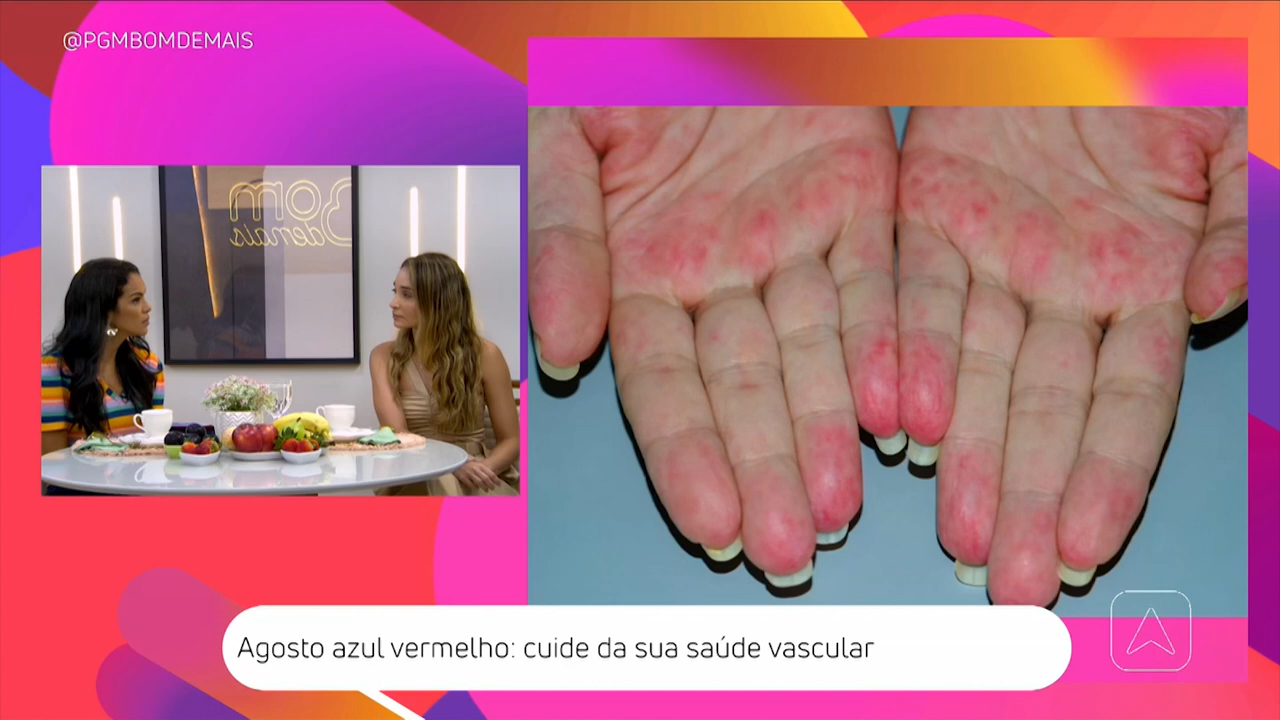 @PGMBOMDEMAIS
Bom
demais
Agosto azul vermelho: cuide da sua saúde vascular